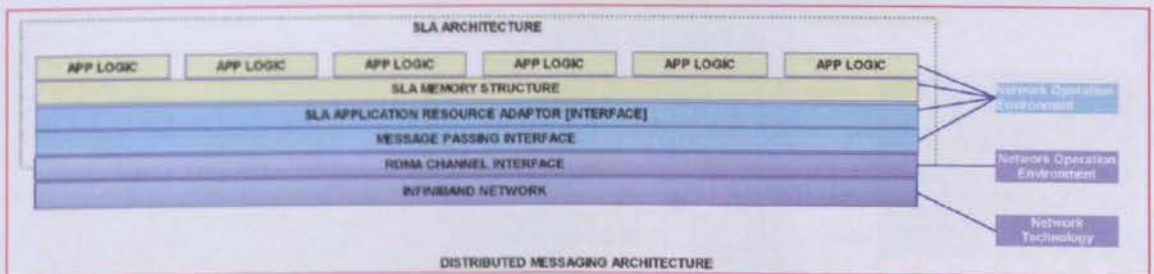 SLA ARCHITECTURE
APP LOGIC
APP LOGIC
APP LOGIC
APP LOGIC
APP LOGIC
APP LOGIC
SLA MEMORY STRUCTURE
SLA APPLICATION RESOURCE ADAPTOR [INTERFACE]
MESSAGE PASSING INTERFACE
RDMA CHANNEL INTERFACE
INFINIBAND NETWORK
Network Operation
Environment
Network Operation
Environment
Network
Technology
DISTRIBUTED MESSAGING ARCHITECTURE